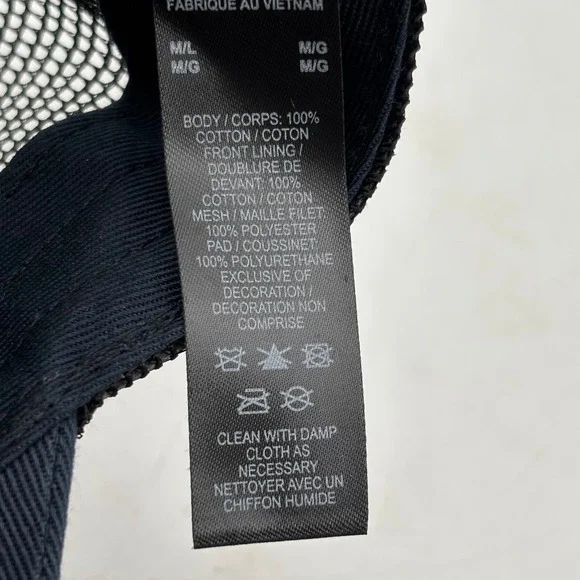 FABRIQUE AU VIETNAM
M/L M/G
M/G M/G
BODY / CORPS: 100%
COTTON / COTON
FRONT LINING /
DOUBLURE DE
DEVANT: 100%
COTTON / COTON
MESH / MAILLE FILET:
100% POLYESTER
PAD / COUSSINET:
100% POLYURETHANE
EXCLUSIVE OF
DECORATION /
DECORATION NON
COMPRISE
CLEAN WITH DAMP
CLOTH AS
NECESSARY
NETTOYER AVEC UN
CHIFFON HUMIDE